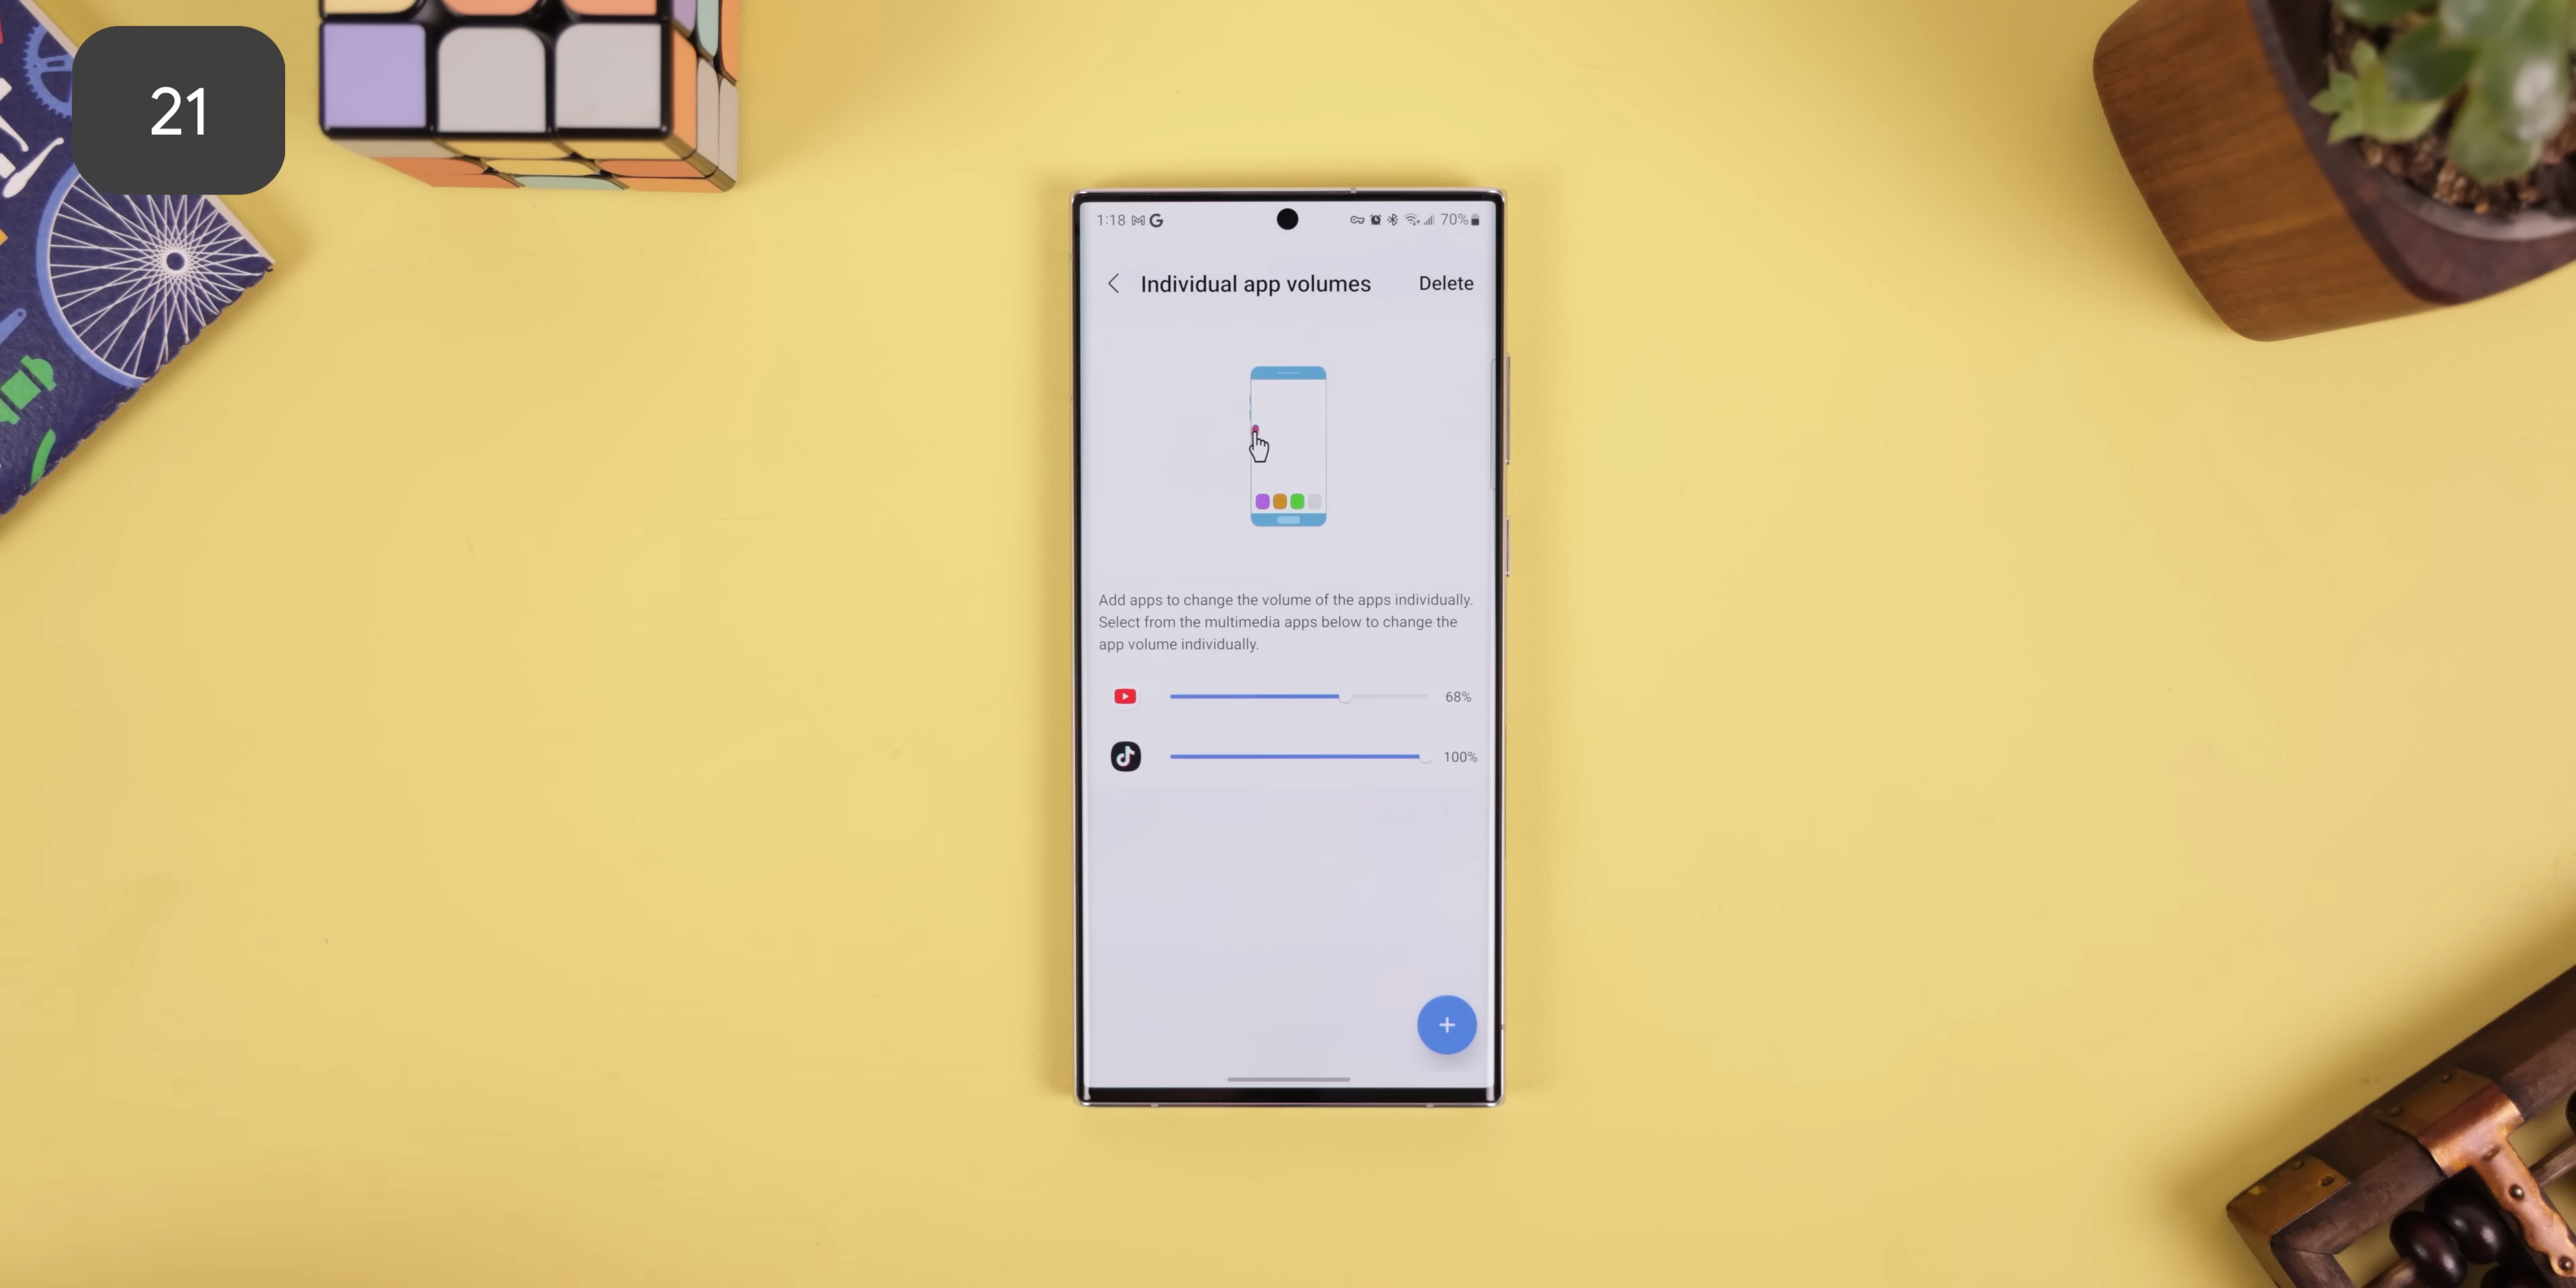 21
1:18
70%
Individual app volumes
Delete
Add apps to change the volume of the apps individually.
Select from the multimedia apps below to change the
app volume individually.
68%
100%